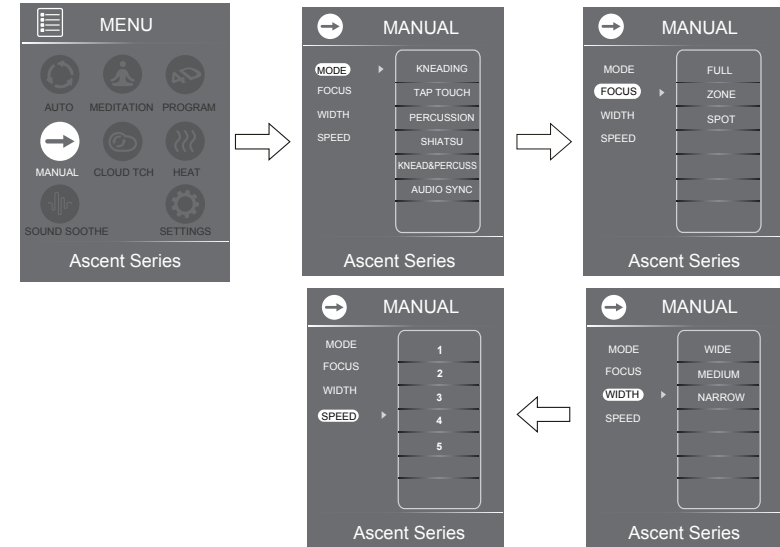 MENU
AUTO MEDITATION PROGRAM
MANUAL CLOUD TCH HEAT
SOUND SOOTHE SETTINGS
Ascent Series
MANUAL
MODE
FOCUS
WIDTH
SPEED
KNEADING
TAP TOUCH
PERCUSSION
SHIATSU
KNEAD&PERCUSS
AUDIO SYNC
Ascent Series
MANUAL
MODE
FOCUS
WIDTH
SPEED
FULL
ZONE
SPOT
Ascent Series
MANUAL
MODE
FOCUS
WIDTH
SPEED
1
2
3
4
5
Ascent Series
MANUAL
MODE
FOCUS
WIDTH
SPEED
WIDE
MEDIUM
NARROW
Ascent Series